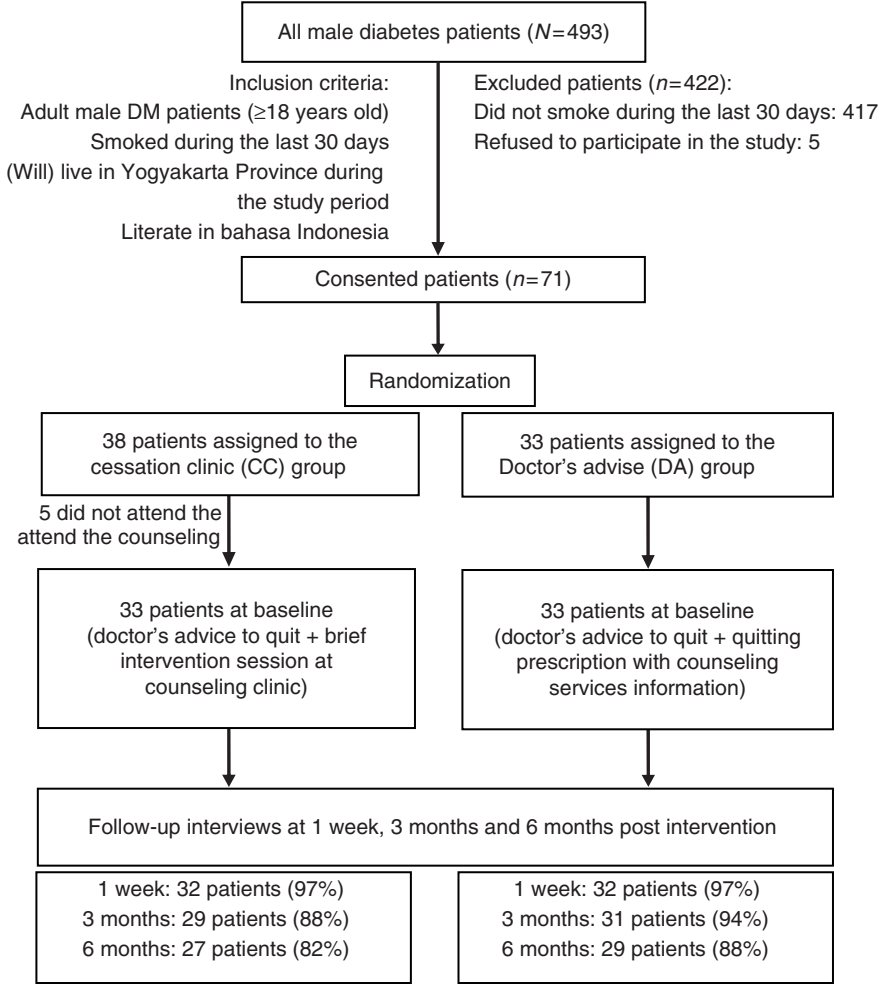 All male diabetes patients (N=493)
Inclusion criteria:
Adult male DM patients (≥18 years old)
Smoked during the last 30 days
(Will) live in Yogyakarta Province during
the study period
Literate in bahasa Indonesia
Excluded patients (n=422):
Did not smoke during the last 30 days: 417
Refused to participate in the study: 5
Consented patients (n=71)
Randomization
38 patients assigned to the
cessation clinic (CC) group
33 patients assigned to the
Doctor's advise (DA) group
5 did not attend the
attend the counseling
33 patients at baseline
(doctor's advice to quit + brief
intervention session at
counseling clinic)
33 patients at baseline
(doctor's advice to quit + quitting
prescription with counseling
services information)
Follow-up interviews at 1 week, 3 months and 6 months post intervention
1 week: 32 patients (97%)
3 months: 29 patients (88%)
6 months: 27 patients (82%)
1 week: 32 patients (97%)
3 months: 31 patients (94%)
6 months: 29 patients (88%)